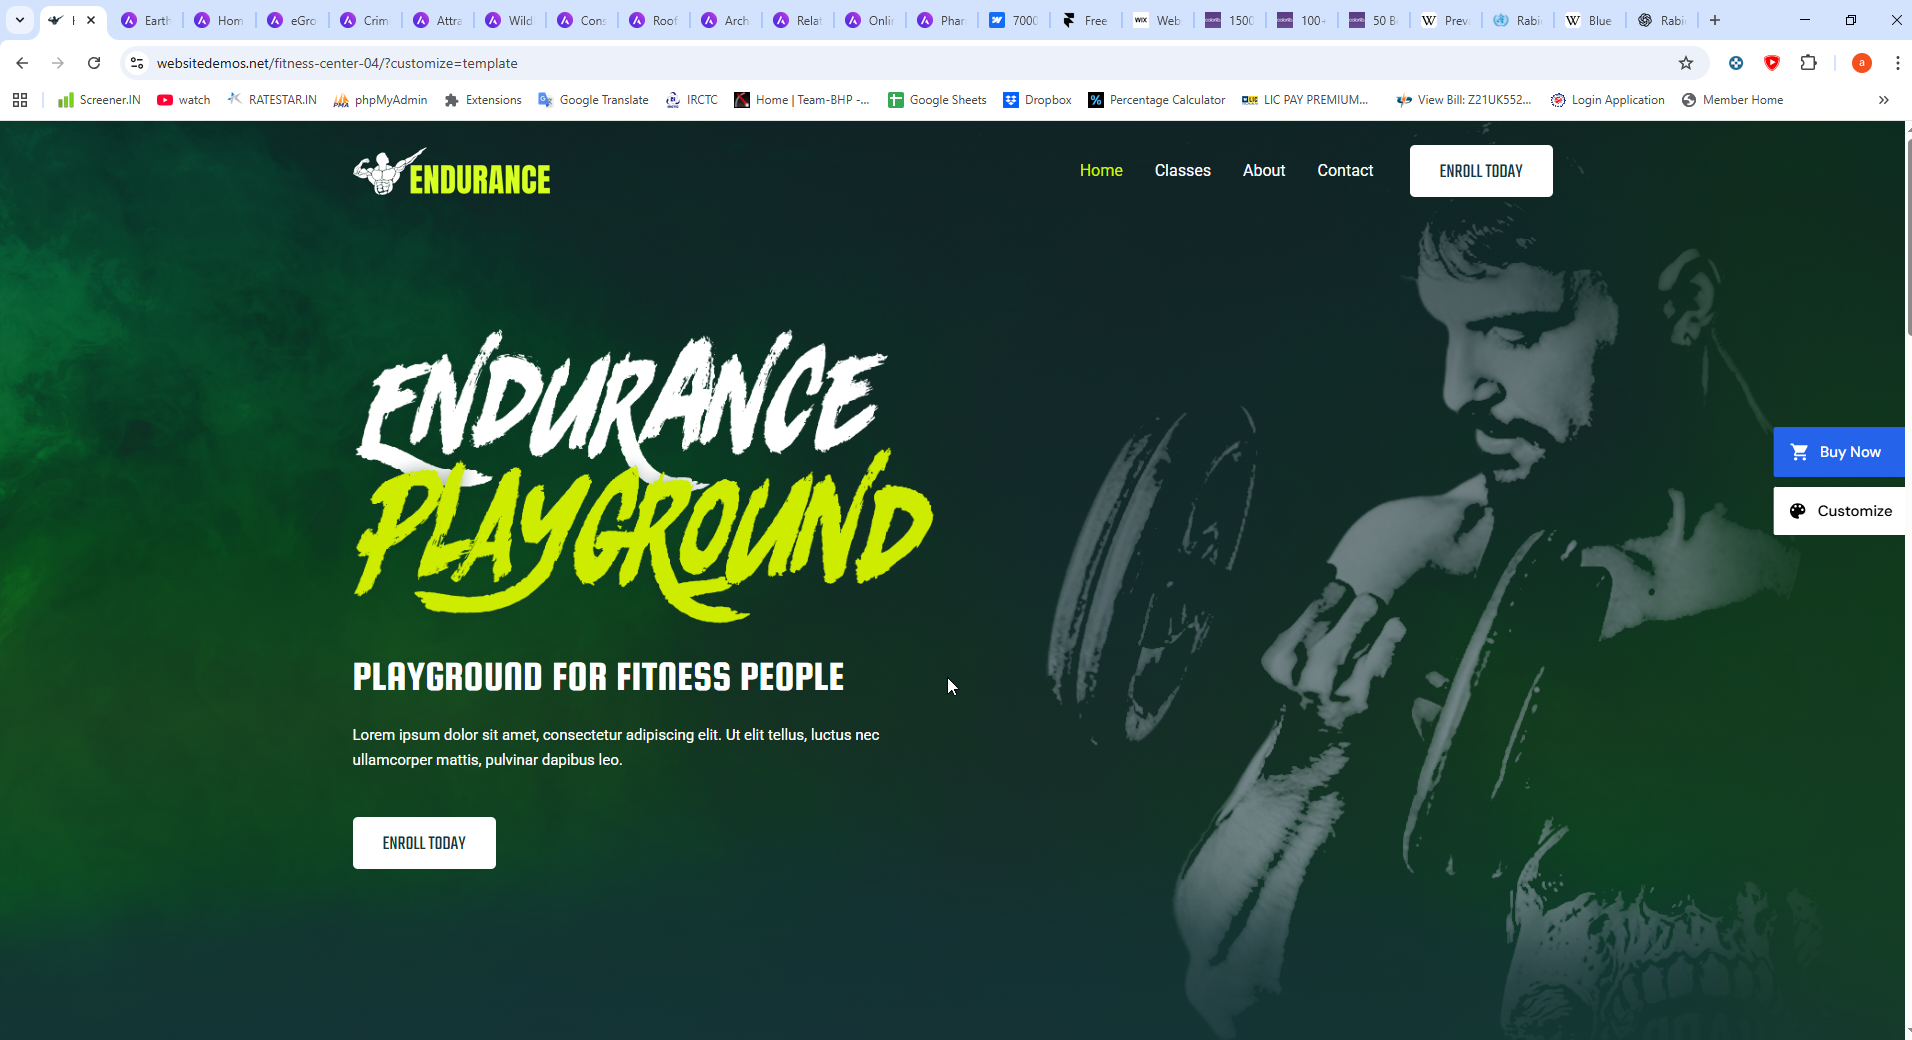 Earth
Hom
eGro
Crim
Attra
Wild
Cons
Roof
Arch
Relat
Onlin
Phar
7000
Free
WIX Web
1500
100+
50 B
W Prev
Rabi
W Blue
Rabi
websitedemos.net/fitness-center-04/?customize=template
a
Screener.IN
watch
RATESTAR.IN
PMA phpMyAdmin
Extensions
Google Translate
IRCTC
Home | Team-BHP -...
Google Sheets
Dropbox
% Percentage Calculator
LIC LIC PAY PREMIUM...
View Bill: Z21UK552...
Login Application
Member Home
ENDURANCE
Home
Classes
About
Contact
ENROLL TODAY
ENDURANCE
PLAYGROUND
Buy Now
Customize
PLAYGROUND FOR FITNESS PEOPLE
Lorem ipsum dolor sit amet, consectetur adipiscing elit. Ut elit tellus, luctus nec
ullamcorper mattis, pulvinar dapibus leo.
ENROLL TODAY